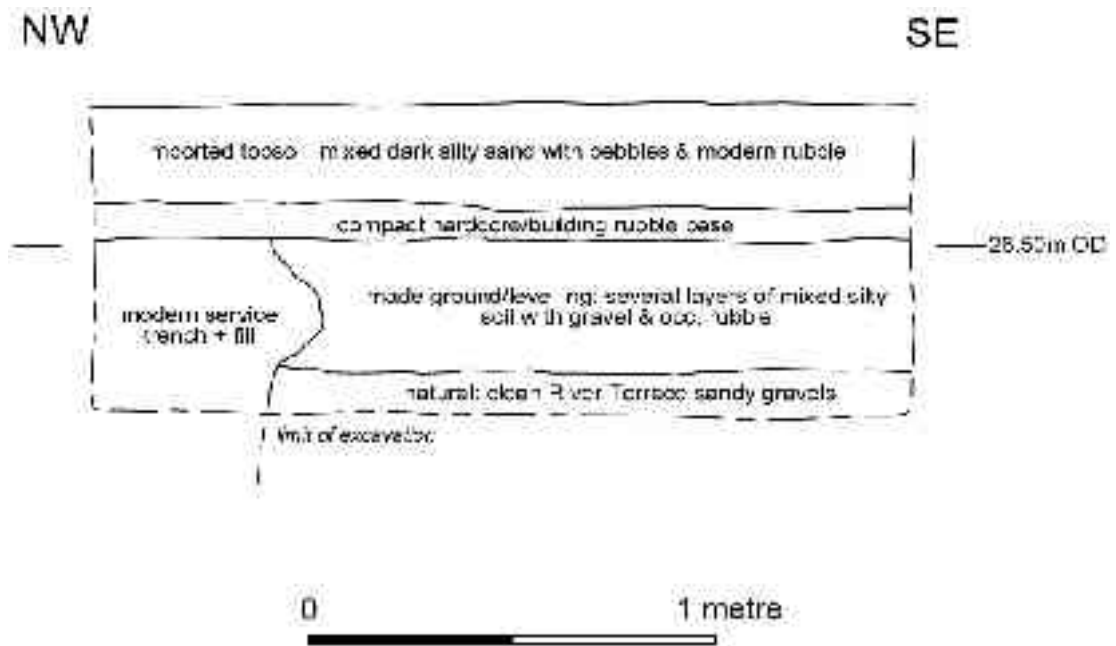 NW
SE
imported topsoil - mixed dark silty sand with pebbles & modern rubble
compact hardcore/building rubble base
26.50m OD
made ground/levelling: several layers of mixed silty
soil with gravel & occ. rubble
modern service
trench + fill
natural: clean River Terrace sandy gravels
limit of excavation
0
1 metre